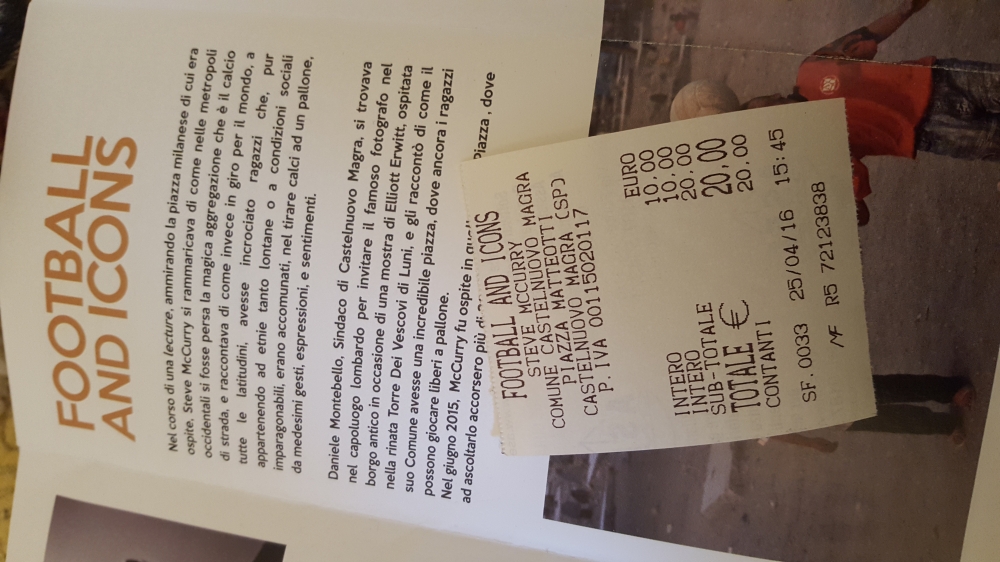 FOOTBALL
AND ICONS
Nel corso di una lecture, ammirando la piazza milanese di cui era
ospite, Steve McCurry si rammaricava di come nelle metropoli
occidentali si fosse persa la magica aggregazione che è il calcio
di strada, e raccontava di come invece in giro per il mondo, a
tutte le latitudini, avesse incrociato ragazzi che, pur
appartenendo ad etnie tanto lontane o a condizioni sociali
imparagonabili, erano accomunati, nel tirare calci ad un pallone,
da medesimi gesti, espressioni, e sentimenti.
Daniele Montebello, Sindaco di Castelnuovo Magra, si trovava
nel capoluogo lombardo per invitare il famoso fotografo nel
borgo antico in occasione di una mostra di Elliott Erwitt, ospitata
nella rinata Torre Dei Vescovi di Luni, e gli raccontò di come il
suo Comune avesse una incredibile piazza, dove ancora i ragazzi
possono giocare liberi a pallone.
Nel giugno 2015, McCurry fu ospite in
ad ascoltarlo accorsero più di Piazza, dove
FOOTBALL AND ICONS
STEVE MCCURRY
COMUNE CASTELNUOVO MAGRA
PIAZZA MATTEOTTI
CASTELNUOVO MAGRA (SP)
P.IVA 00115020117
EURO
INTERO 10,00
INTERO 10,00
SUB-TOTALE 20,00
TOTALE € 20,00
CONTANTI 20,00
SF. 0033 25/04/16 15:45
MF R5 72123838